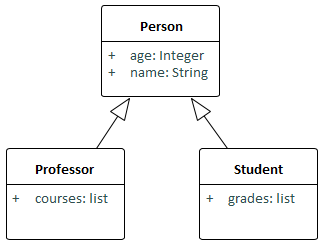 Person
+ age: Integer
+ name: String
Professor
+ courses: list
Student
+ grades: list